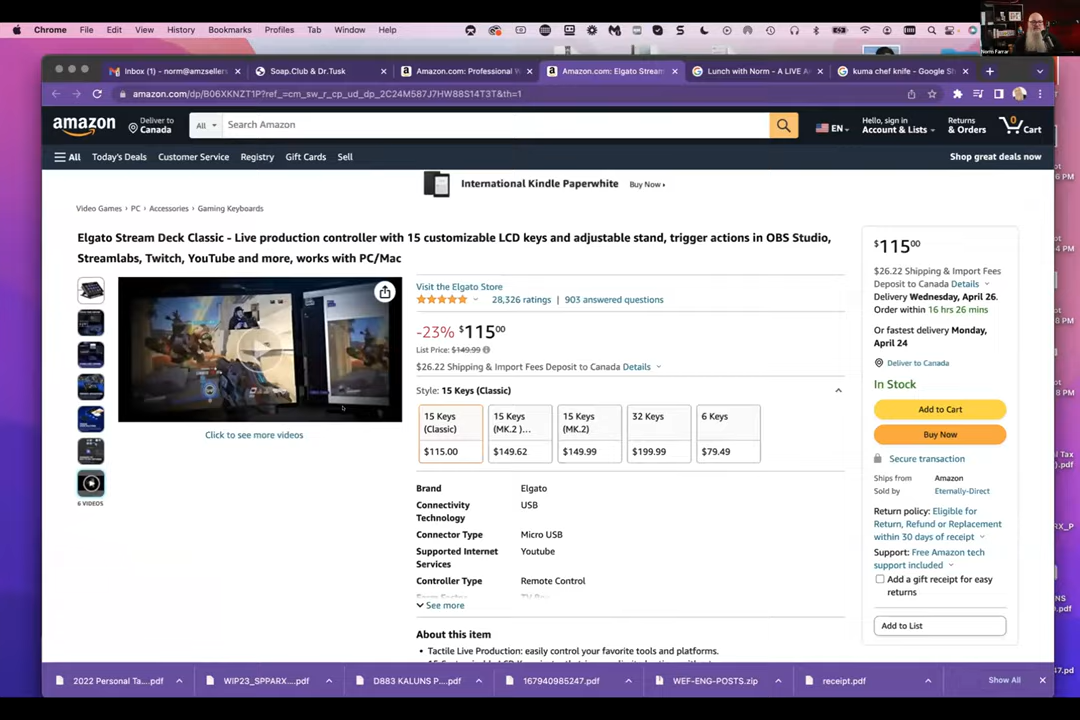 Chrome File Edit View History Bookmarks Profiles Tab Window Help
Norm Farrar
Inbox (1) - norm@amzsellers
Soap.Club & Dr.Tusk
Amazon.com: Professional W
Amazon.com: Elgato Stream
Lunch with Norm - A LIVE A
kuma chef knife - Google S
amazon.com/dp/B06XKNZT1P?ref_=cm_sw_r_cp_ud_dp_2C24M587J7HW88S14T3T&th=1
amazon
Deliver to
Canada
All
Search Amazon
EN
Hello, sign in
Account & Lists
Returns
& Orders
0
Cart
All Today's Deals Customer Service Registry Gift Cards Sell
Shop great deals now
International Kindle Paperwhite Buy Now ›
Video Games › PC › Accessories › Gaming Keyboards
Elgato Stream Deck Classic - Live production controller with 15 customizable LCD keys and adjustable stand, trigger actions in OBS Studio,
Streamlabs, Twitch, YouTube and more, works with PC/Mac
Click to see more videos
6 VIDEOS
Visit the Elgato Store
28,326 ratings | 903 answered questions
-23% $115 00
List Price: $149.99
$26.22 Shipping & Import Fees Deposit to Canada Details
Style: 15 Keys (Classic)
15 Keys
(Classic)
$115.00
15 Keys
(MK.2 )...
$149.62
15 Keys
(MK.2)
$149.99
32 Keys
$199.99
6 Keys
$79.49
Brand Elgato
Connectivity USB
Technology
Connector Type Micro USB
Supported Internet Youtube
Services
Controller Type Remote Control
See more
About this item
• Tactile Live Production: easily control your favorite tools and platforms.
$115 00
$26.22 Shipping & Import Fees
Deposit to Canada Details
Delivery Wednesday, April 26.
Order within 16 hrs 26 mins
Or fastest delivery Monday,
April 24
Deliver to Canada
In Stock
Add to Cart
Buy Now
Secure transaction
Ships from Amazon
Sold by Eternally-Direct
Return policy: Eligible for
Return, Refund or Replacement
within 30 days of receipt
Support: Free Amazon tech
support included
Add a gift receipt for easy
returns
Add to List
2022 Personal Ta....pdf
WIP23_SPPARX....pdf
D883 KALUNS P....pdf
167940985247.pdf
WEF-ENG-POSTS.zip
receipt.pdf
Show All